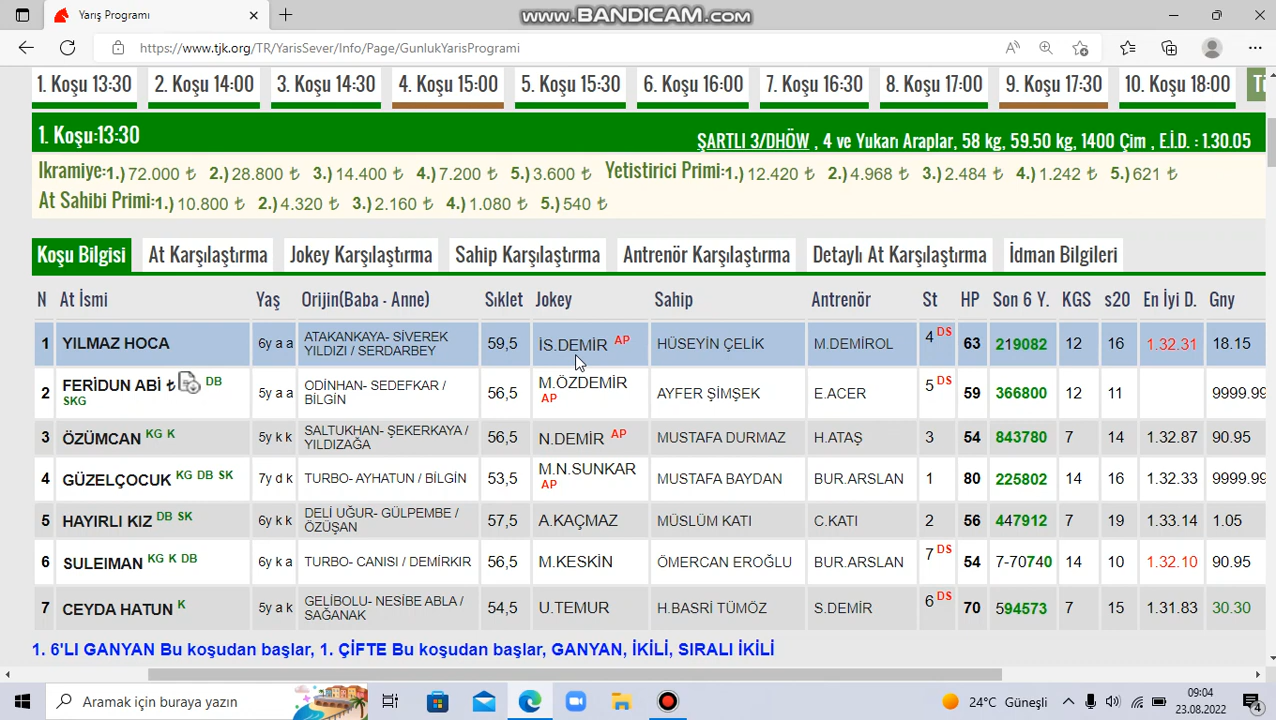 Yarış Programı
www.BANDICAM.com
https://www.tjk.org/TR/YarisSever/Info/Page/GunlukYarisProgrami
1. Koşu 13:30 2. Koşu 14:00 3. Koşu 14:30 4. Koşu 15:00 5. Koşu 15:30 6. Koşu 16:00 7. Koşu 16:30 8. Koşu 17:00 9. Koşu 17:30 10. Koşu 18:00
1. Koşu:13:30 ŞARTLI 3/DHÖW , 4 ve Yukarı Araplar, 58 kg, 59.50 kg, 1400 Çim , E.İ.D. : 1.30.05
Ikramiye:1.) 72.000 ₺ 2.) 28.800 ₺ 3.) 14.400 ₺ 4.) 7.200 ₺ 5.) 3.600 ₺ Yetistirici Primi:1.) 12.420 ₺ 2.) 4.968 ₺ 3.) 2.484 ₺ 4.) 1.242 ₺ 5.) 621 ₺
At Sahibi Primi:1.) 10.800 ₺ 2.) 4.320 ₺ 3.) 2.160 ₺ 4.) 1.080 ₺ 5.) 540 ₺
Koşu Bilgisi At Karşılaştırma Jokey Karşılaştırma Sahip Karşılaştırma Antrenör Karşılaştırma Detaylı At Karşılaştırma İdman Bilgileri
N At İsmi Yaş Orijin(Baba - Anne) Sıklet Jokey Sahip Antrenör St HP Son 6 Y. KGS s20 En İyi D. Gny
1 YILMAZ HOCA 6y a a ATAKANKAYA- SİVEREK YILDIZI / SERDARBEY 59,5 İS.DEMİR AP HÜSEYİN ÇELİK M.DEMİROL 4 DS 63 219082 12 16 1.32.31 18.15
2 FERİDUN ABİ ₺ DB SKG 5y a a ODİNHAN- SEDEFKAR / BİLGİN 56,5 M.ÖZDEMİR AP AYFER ŞİMŞEK E.ACER 5 DS 59 366800 12 11 9999.99
3 ÖZÜMCAN KG K 5y k k SALTUKHAN- ŞEKERKAYA / YILDIZAĞA 56,5 N.DEMİR AP MUSTAFA DURMAZ H.ATAŞ 3 54 843780 7 14 1.32.87 90.95
4 GÜZELÇOCUK KG DB SK 7y d k TURBO- AYHATUN / BİLGİN 53,5 M.N.SUNKAR AP MUSTAFA BAYDAN BUR.ARSLAN 1 80 225802 14 16 1.32.33 9999.99
5 HAYIRLI KIZ DB SK 6y k k DELİ UĞUR- GÜLPEMBE / ÖZÜŞAN 57,5 A.KAÇMAZ MÜSLÜM KATI C.KATI 2 56 447912 7 19 1.33.14 1.05
6 SULEIMAN KG K DB 6y k a TURBO- CANISI / DEMİRKIR 56,5 M.KESKİN ÖMERCAN EROĞLU BUR.ARSLAN 7 DS 54 7-70740 14 10 1.32.10 90.95
7 CEYDA HATUN K 5y a k GELİBOLU- NESİBE ABLA / SAĞANAK 54,5 U.TEMUR H.BASRİ TÜMÖZ S.DEMİR 6 DS 70 594573 7 15 1.31.83 30.30
1. 6'LI GANYAN Bu koşudan başlar, 1. ÇİFTE Bu koşudan başlar, GANYAN, İKİLİ, SIRALI İKİLİ
Aramak için buraya yazın 24°C Güneşli 09:04
23.08.2022 4